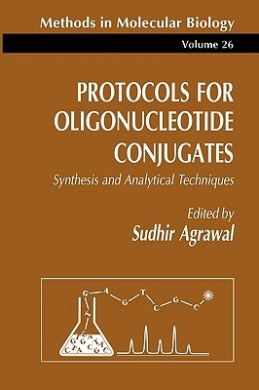 Methods in Molecular Biology
Volume 26
PROTOCOLS FOR
OLIGONUCLEOTIDE
CONJUGATES
Synthesis and Analytical Techniques
Edited by
Sudhir Agrawal
G A G T C G C